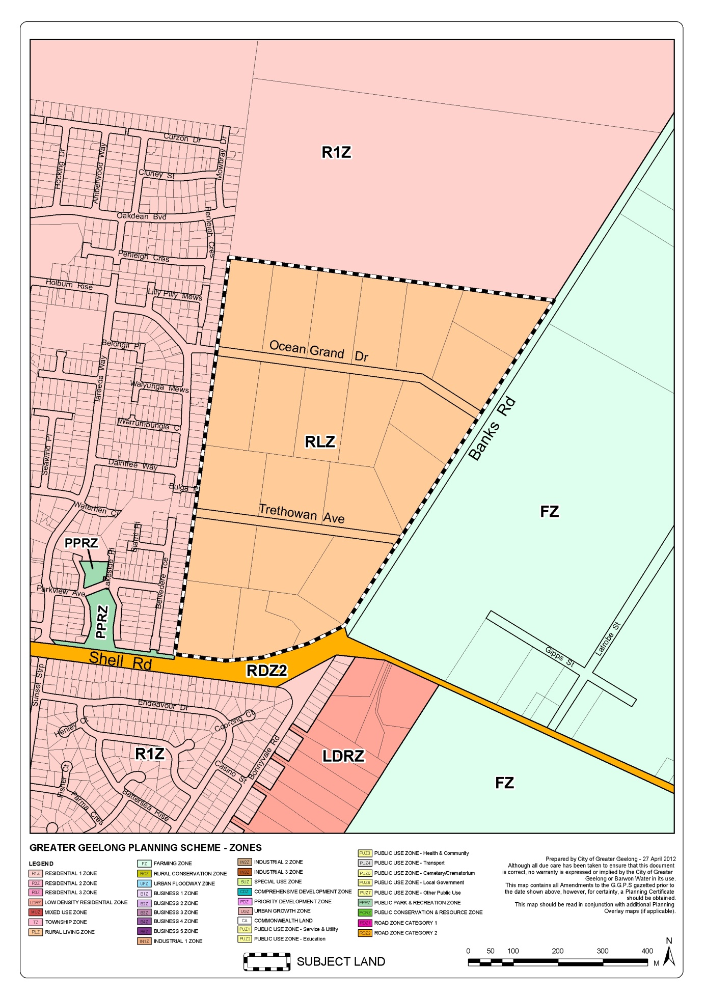 Curzon Dr
Mowbray Dr
R1Z
Hocking Dr
Amberwood Way
Cluney St
Oakdean Bvd
Penleigh Cres
Penleigh Cres
Holburn Rise
Lilly Pilly Mews
Belongil Pl
Ocean Grand Dr
Tareeda Way
Walyunga Mews
Warrumbungle Cl
Banks Rd
RLZ
Seawind Pl
Daintree Way
Bulga P
Waterhen Cl
Trethowan Ave
FZ
PPRZ
Biami Pl
Lakeside Pl
Belvedere Tce
Parkview Ave
PPRZ
Latrobe St
Gipps St
Shell Rd
RDZ2
Sunset Strp
Endeavour Dr
Coorong Ct
Henley Ct
R1Z
Bonnyvale Rd
LDRZ
Casino St
Fisher Ct
FZ
Parma Cres
Battersea Rise
GREATER GEELONG PLANNING SCHEME - ZONES
LEGEND
R1Z RESIDENTIAL 1 ZONE
R2Z RESIDENTIAL 2 ZONE
R3Z RESIDENTIAL 3 ZONE
LDRZ LOW DENSITY RESIDENTIAL ZONE
MUZ MIXED USE ZONE
TZ TOWNSHIP ZONE
RLZ RURAL LIVING ZONE
FZ FARMING ZONE
RCZ RURAL CONSERVATION ZONE
UFZ URBAN FLOODWAY ZONE
B1Z BUSINESS 1 ZONE
B2Z BUSINESS 2 ZONE
B3Z BUSINESS 3 ZONE
B4Z BUSINESS 4 ZONE
B5Z BUSINESS 5 ZONE
IN1Z INDUSTRIAL 1 ZONE
IN2Z INDUSTRIAL 2 ZONE
IN3Z INDUSTRIAL 3 ZONE
SUZ SPECIAL USE ZONE
CDZ COMPREHENSIVE DEVELOPMENT ZONE
PDZ PRIORITY DEVELOPMENT ZONE
UGZ URBAN GROWTH ZONE
CA COMMONWEALTH LAND
PUZ1 PUBLIC USE ZONE - Service & Utility
PUZ2 PUBLIC USE ZONE - Education
PUZ3 PUBLIC USE ZONE - Health & Community
PUZ4 PUBLIC USE ZONE - Transport
PUZ5 PUBLIC USE ZONE - Cemetary/Crematorium
PUZ6 PUBLIC USE ZONE - Local Government
PUZ7 PUBLIC USE ZONE - Other Public Use
PPRZ PUBLIC PARK & RECREATION ZONE
PCRZ PUBLIC CONSERVATION & RESOURCE ZONE
RDZ1 ROAD ZONE CATEGORY 1
RDZ2 ROAD ZONE CATEGORY 2
SUBJECT LAND
Prepared by City of Greater Geelong - 27 April 2012
Although all due care has been taken to ensure that this document
is correct, no warranty is expressed or implied by the City of Greater
Geelong or Barwon Water in its use.
This map contains all Amendments to the G.G.P.S gazetted prior to
the date shown above, however, for certainty, a Planning Certificate
should be obtained.
This map should be read in conjunction with additional Planning
Overlay maps (if applicable).
N
0 50 100 200 300 400
M